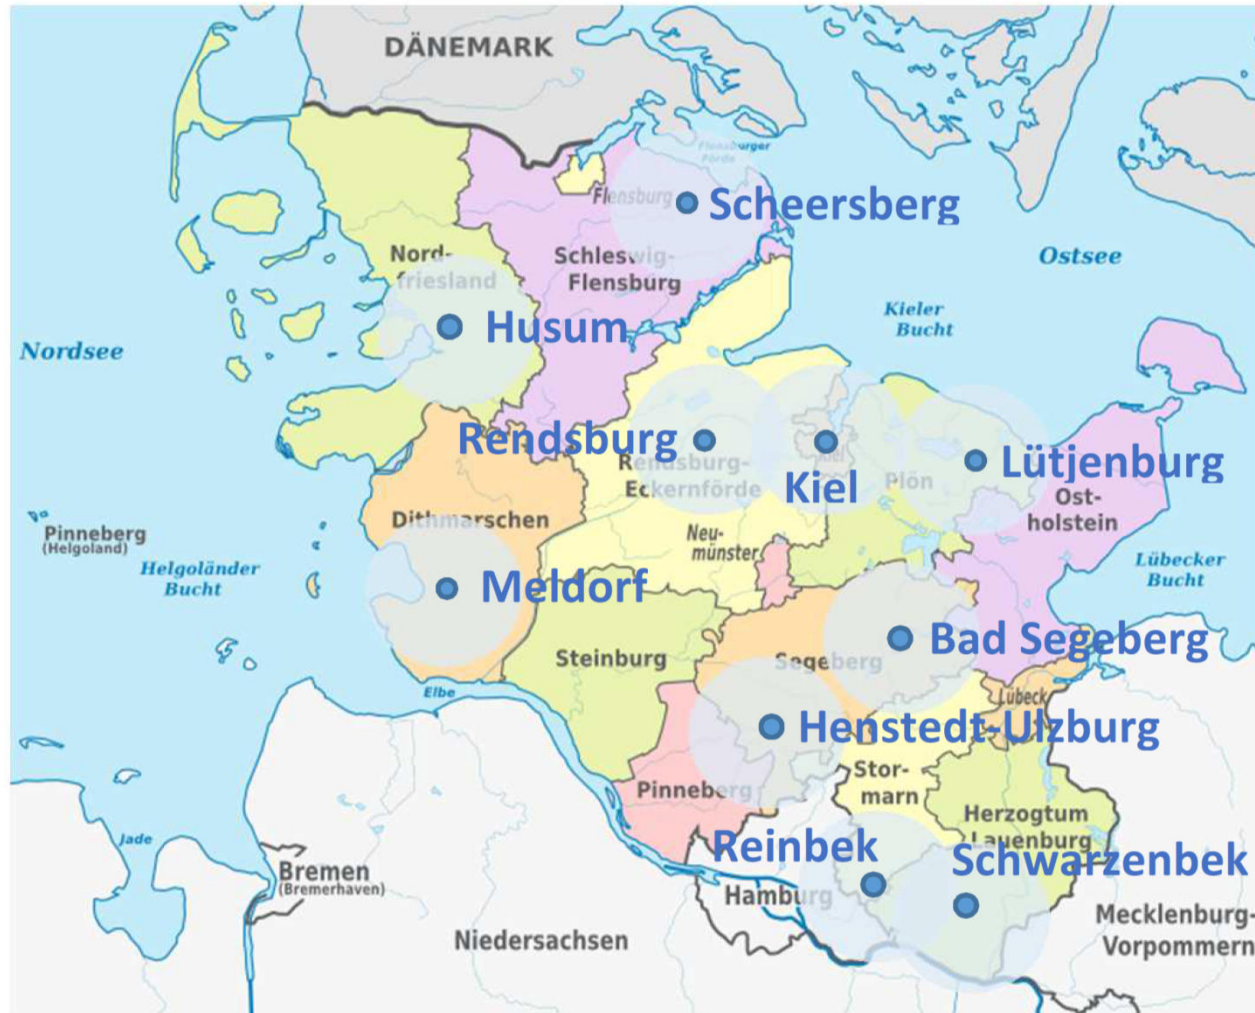 DÄNEMARK
Flensburger
Förde
Flensburg
Scheersberg
Nord-
friesland
Schleswig-
Flensburg
Ostsee
Kieler
Bucht
Nordsee
Husum
Rendsburg
Rendsburg-
Eckernförde
Kiel
Kiel
Plön
Lütjenburg
Ost-
holstein
Dithmarschen
Neu-
münster
Pinneberg
(Helgoland)
Helgoländer
Bucht
Lübecker
Bucht
Meldorf
Bad Segeberg
Steinburg
Segeberg
Elbe
Lübeck
Henstedt-Ulzburg
Stor-
marn
Pinneberg
Herzogtum
Lauenburg
Jade
Reinbek
Schwarzenbek
Bremen
(Bremerhaven)
Hamburg
Mecklenburg-
Vorpommern
Niedersachsen